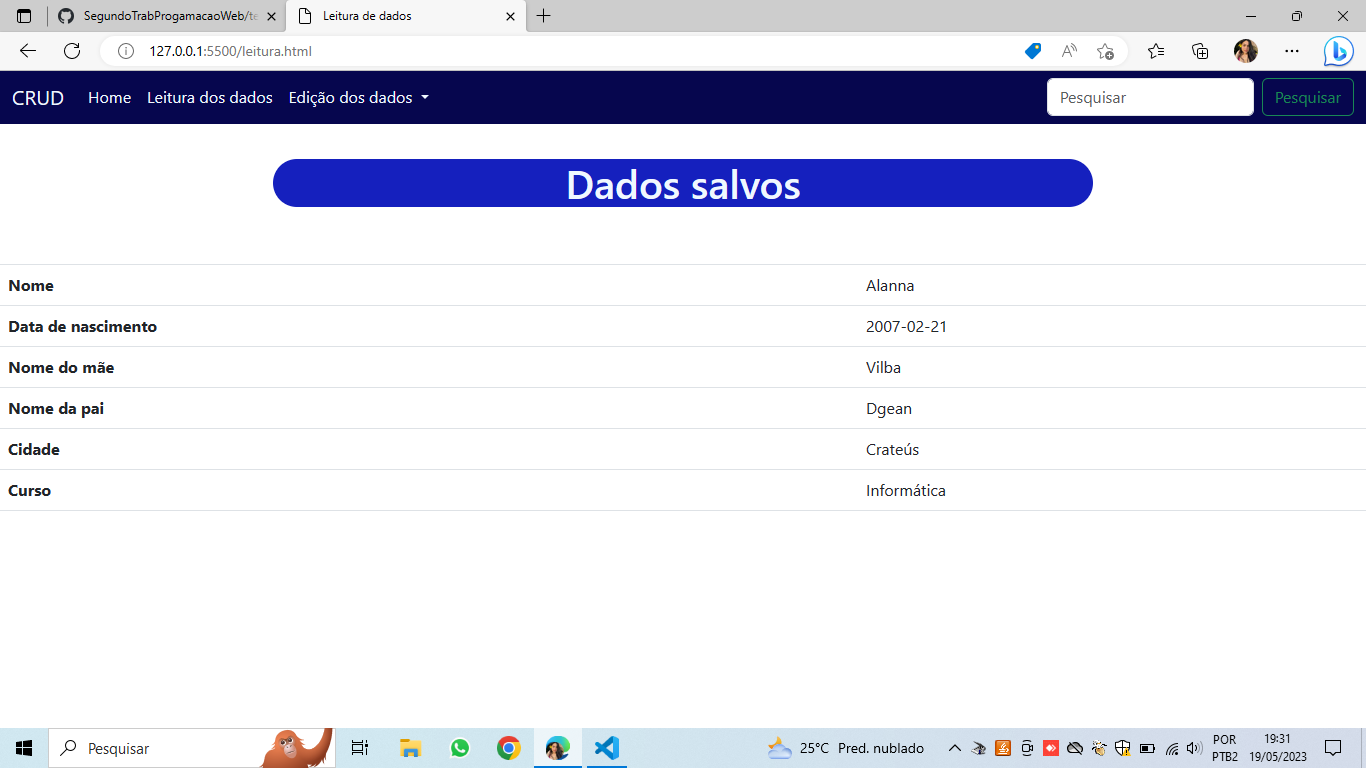 SegundoTrabProgamacaoWeb/te
Leitura de dados
127.0.0.1:5500/leitura.html
CRUD Home Leitura dos dados Edição dos dados Pesquisar Pesquisar
Dados salvos
Nome Alanna
Data de nascimento 2007-02-21
Nome do mãe Vilba
Nome da pai Dgean
Cidade Crateús
Curso Informática
Pesquisar
25°C Pred. nublado
POR
PTB2
19:31
19/05/2023